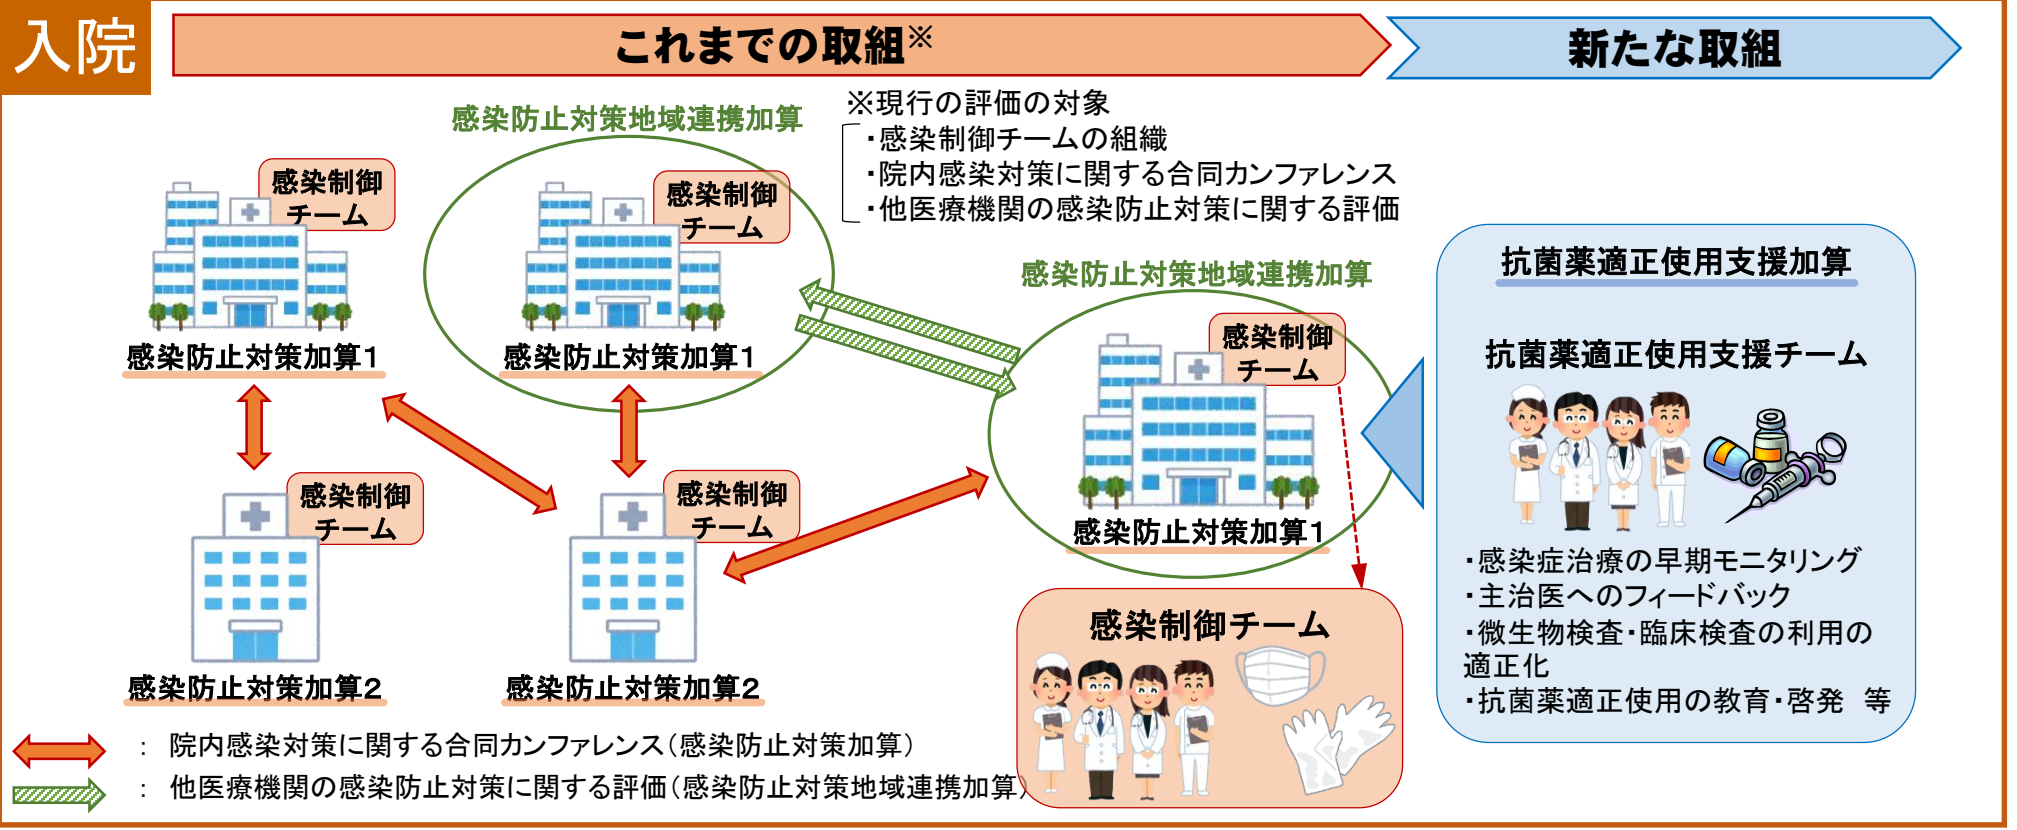 入院
これまでの取組※
新たな取組
感染防止対策地域連携加算
※現行の評価の対象
・感染制御チームの組織
・院内感染対策に関する合同カンファレンス
・他医療機関の感染防止対策に関する評価
感染制御
チーム
感染防止対策加算1
感染制御
チーム
感染防止対策加算1
感染防止対策地域連携加算
感染制御
チーム
感染防止対策加算1
感染制御
チーム
感染防止対策加算2
感染制御
チーム
感染防止対策加算2
感染制御チーム
抗菌薬適正使用支援加算
抗菌薬適正使用支援チーム
・感染症治療の早期モニタリング
・主治医へのフィードバック
・微生物検査・臨床検査の利用の
適正化
・抗菌薬適正使用の教育・啓発　等
： 院内感染対策に関する合同カンファレンス（感染防止対策加算）
： 他医療機関の感染防止対策に関する評価（感染防止対策地域連携加算）